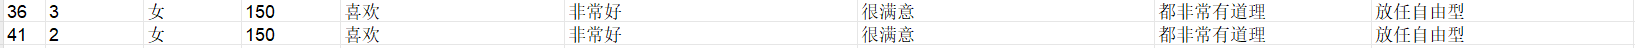 36 3 女 150 喜欢 非常好 很满意 都非常有道理 放任自由型
41 2 女 150 喜欢 非常好 很满意 都非常有道理 放任自由型